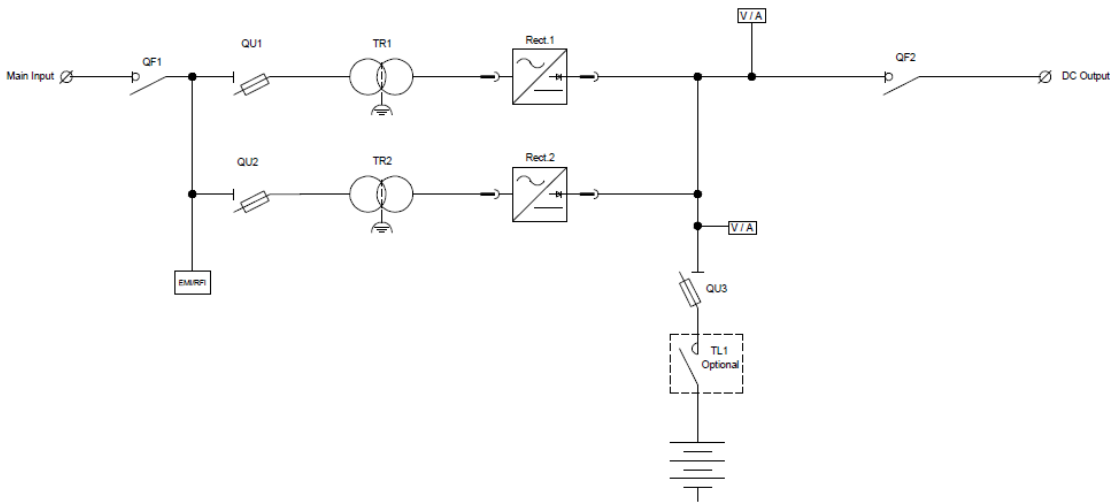 V / A
Main Input
QF1
QU1
TR1
Rect.1
QF2
DC Output
QU2
TR2
Rect.2
V / A
EMI/RFI
QU3
TL1
Optional